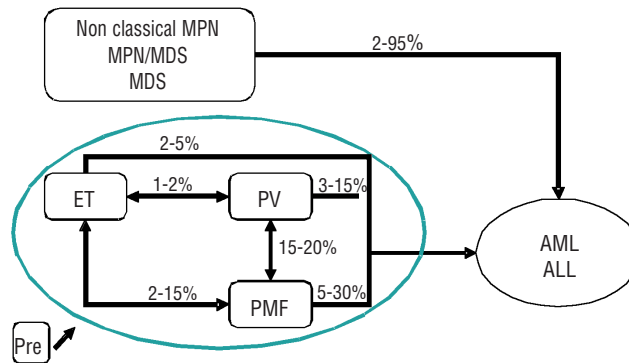 Non classical MPN
MPN/MDS
MDS
2-95%
2-5%
ET
1-2%
PV
3-15%
15-20%
AML
ALL
2-15%
PMF
5-30%
Pre